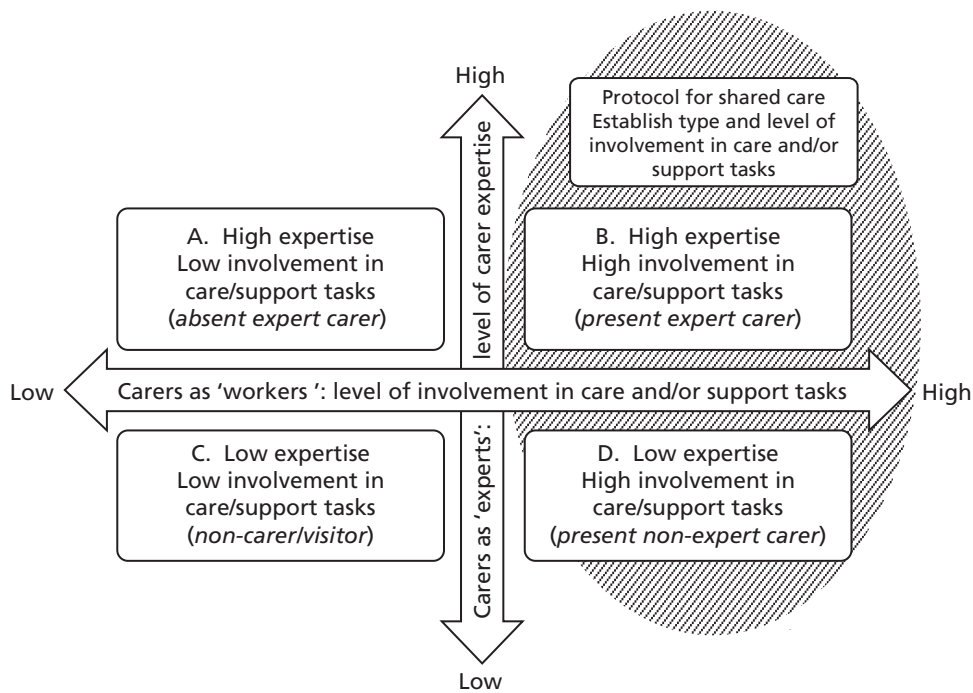 High
Protocol for shared care
Establish type and level of
involvement in care and/or
support tasks
A. High expertise
Low involvement in
care/support tasks
(absent expert carer)
B. High expertise
High involvement in
care/support tasks
(present expert carer)
Low
Carers as 'workers ': level of involvement in care and/or support tasks
High
Carers as 'experts': level of carer expertise
C. Low expertise
Low involvement in
care/support tasks
(non-carer/visitor)
D. Low expertise
High involvement in
care/support tasks
(present non-expert carer)
Low